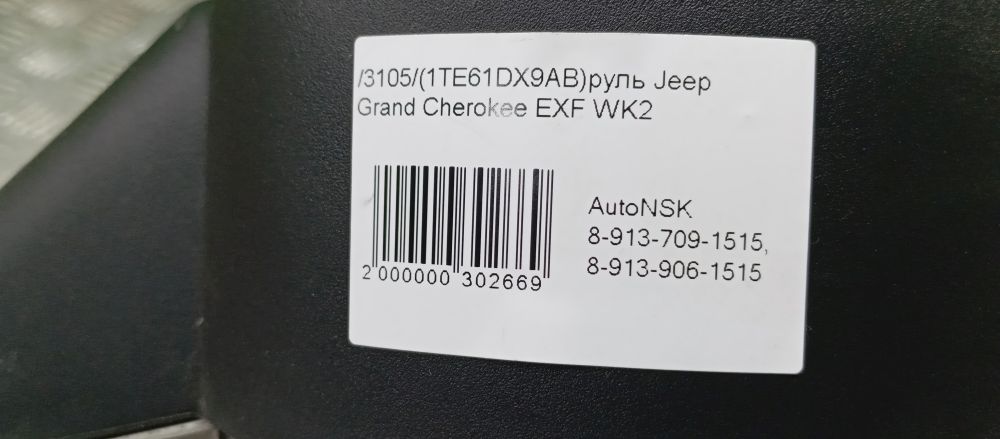 /3105/(1TE61DX9AB)руль Jeep
Grand Cherokee EXF WK2
AutoNSK
8-913-709-1515,
8-913-906-1515
2 000000 302669